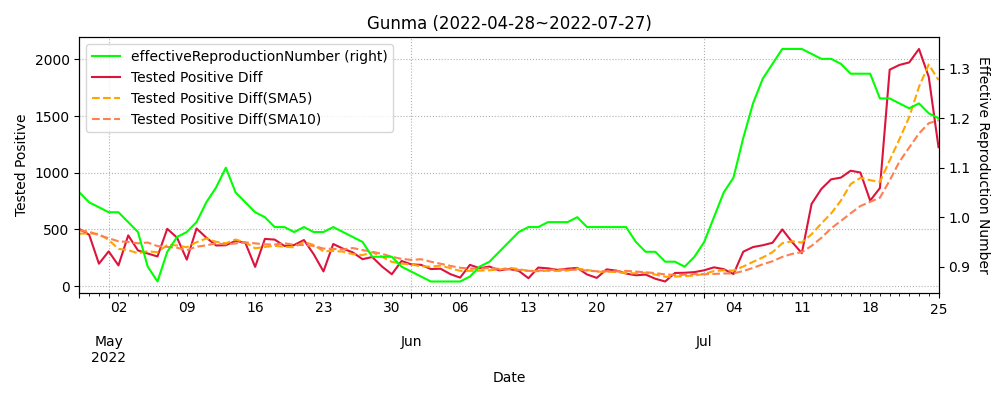 Gunma (2022-04-28~2022-07-27)
effectiveReproductionNumber (right)
Tested Positive Diff
Tested Positive Diff(SMA5)
Tested Positive Diff(SMA10)
Tested Positive
2000
1500
1000
500
0
1.3
1.2
1.1
1.0
0.9
Effective Reproduction Number
02 09 16 23 30 06 13 20 27 04 11 18 25
May Jun Jul
2022
Date